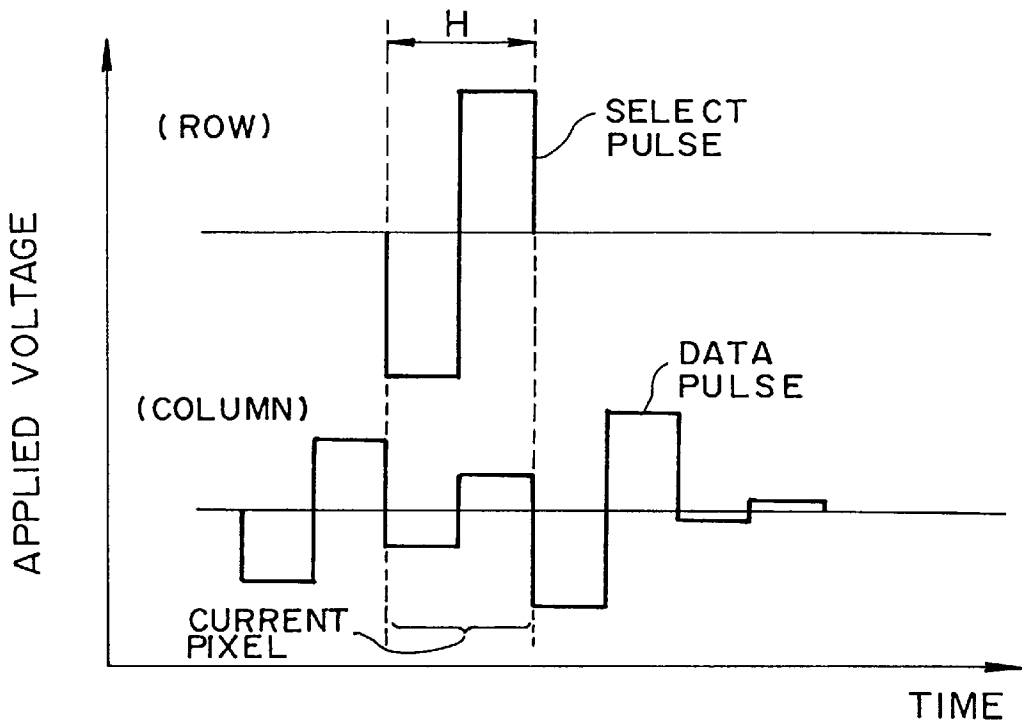 H
(ROW)
SELECT
PULSE
APPLIED VOLTAGE
DATA
PULSE
(COLUMN)
CURRENT
PIXEL
TIME